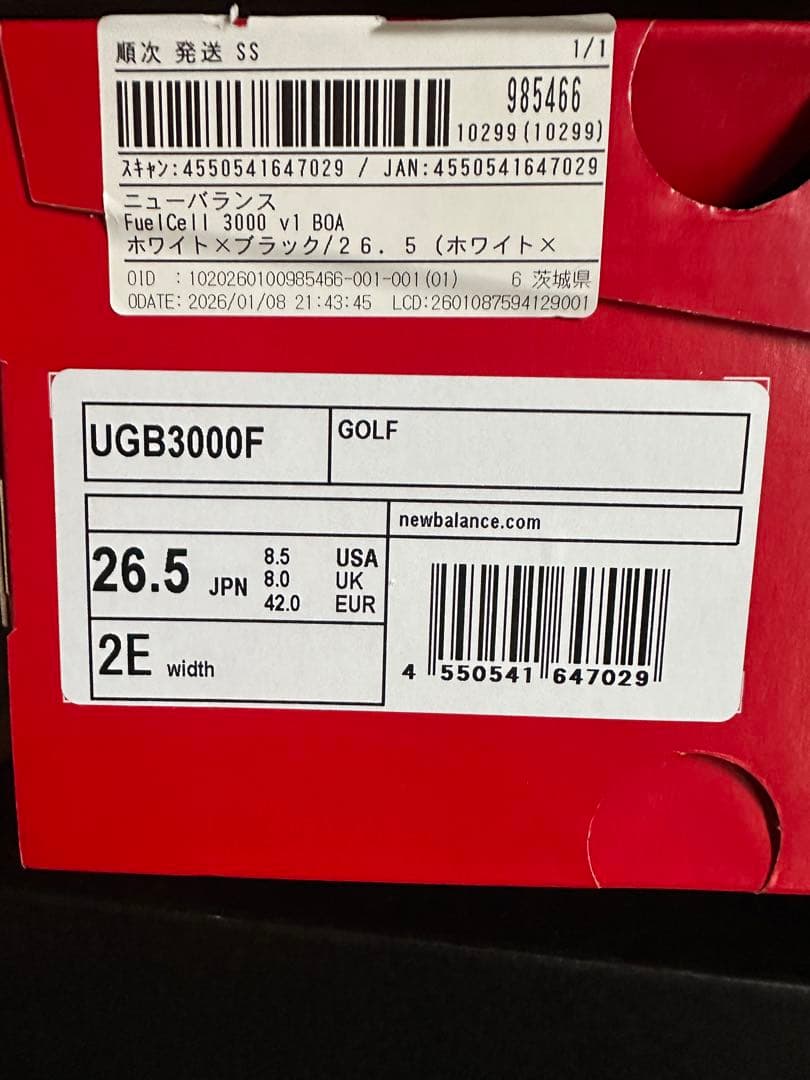 順次 発送 SS 1/1
985466
10299(10299)
スキャン:4550541647029 / JAN:4550541647029
ニューバランス
FuelCell 3000 v1 BOA
ホワイト×ブラック/26.5(ホワイト×
OID :1020260100985466-001-001(01) 6 茨城県
ODATE:2026/01/08 21:43:45 LCD:2601087594129001
UGB3000F GOLF
newbalance.com
26.5 JPN
8.5 USA
8.0 UK
42.0 EUR
2E width
4 550541 647029